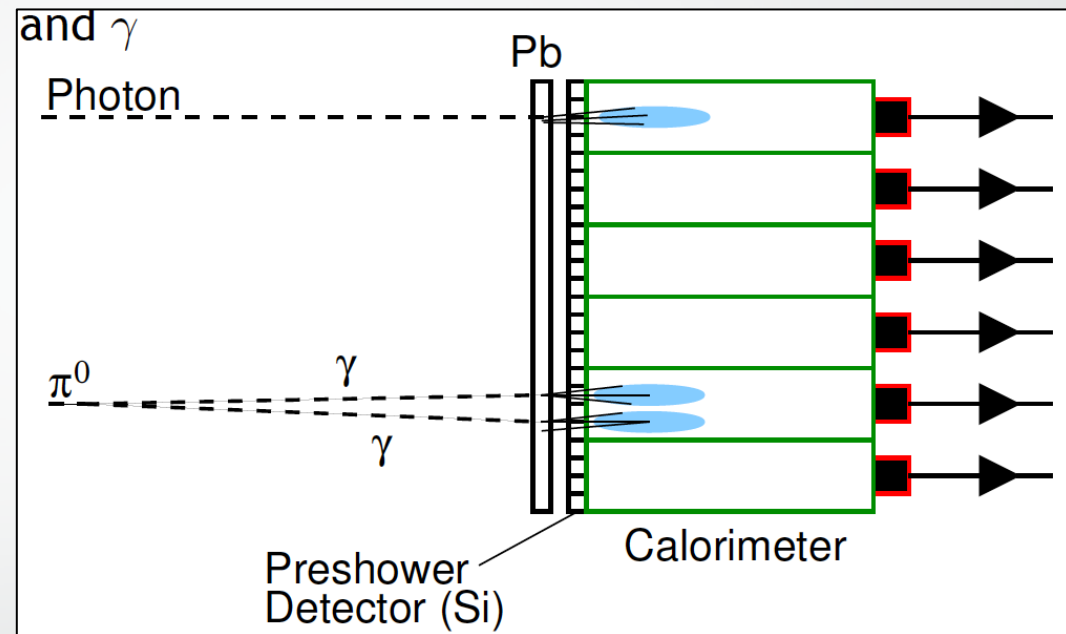 and γ
Pb
Photon
π⁰
γ
γ
Calorimeter
Preshower
Detector (Si)